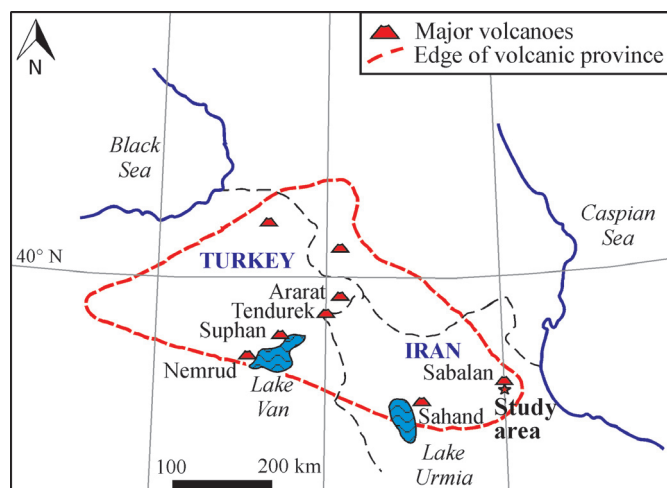 N
Major volcanoes
Edge of volcanic province
Black
Sea
Caspian
Sea
40° N
TURKEY
Ararat
Tendurek
Suphan
IRAN
Nemrud
Lake
Van
Sabalan
Sahand
Study
area
Lake
Urmia
100
200 km